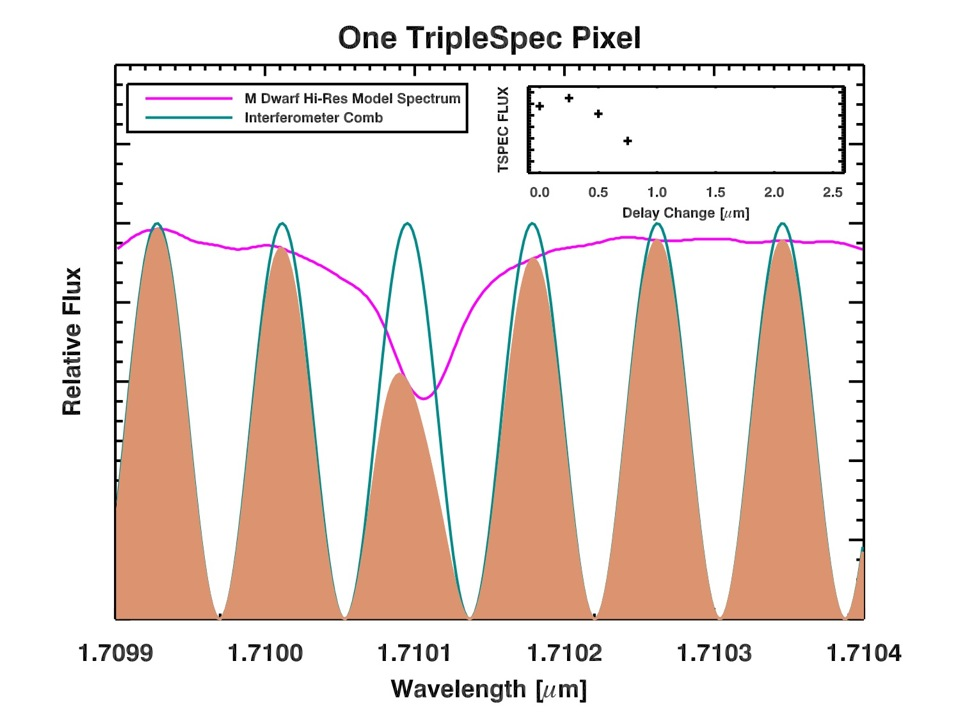 One TripleSpec Pixel
M Dwarf Hi-Res Model Spectrum
Interferometer Comb
TSPEC FLUX
0.0 0.5 1.0 1.5 2.0 2.5
Delay Change [μm]
Relative Flux
1.7099 1.7100 1.7101 1.7102 1.7103 1.7104
Wavelength [μm]